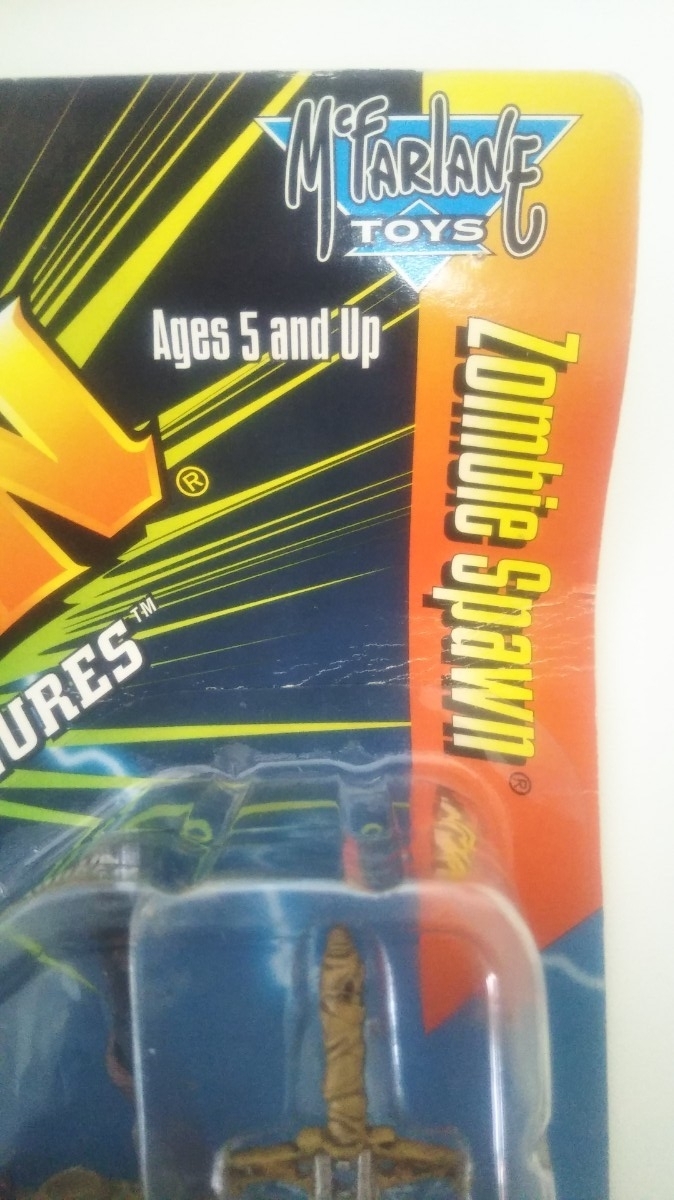 McFARLANE
TOYS
Ages 5 and Up
Zombie Spawn®
N®
URES™